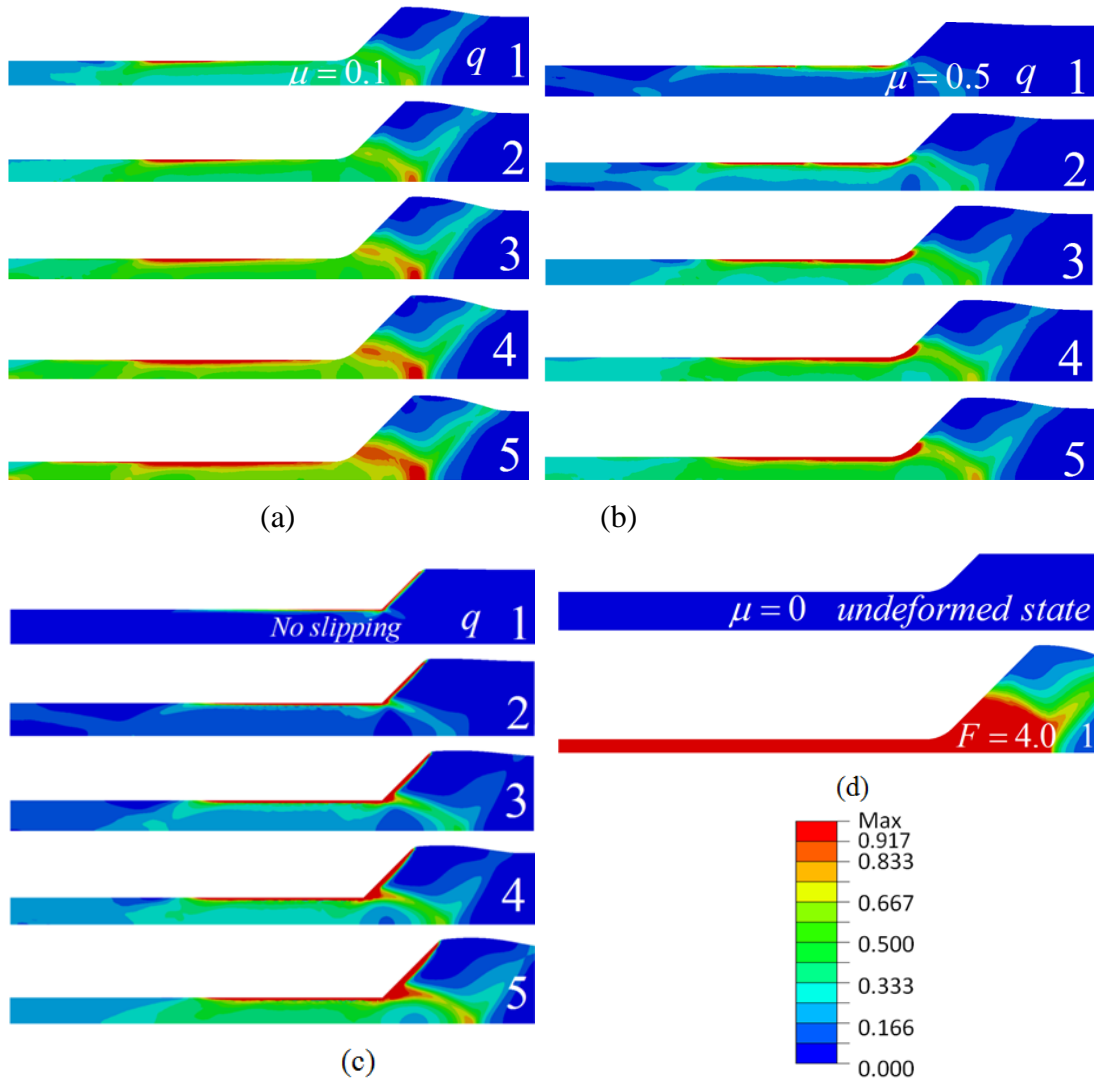 μ = 0.1 q 1
2
3
4
5
(a)
μ = 0.5 q 1
2
3
4
5
(b)
No slipping q 1
2
3
4
5
(c)
μ = 0 undeformed state
F = 4.0 1
(d)
Max
0.917
0.833
0.667
0.500
0.333
0.166
0.000